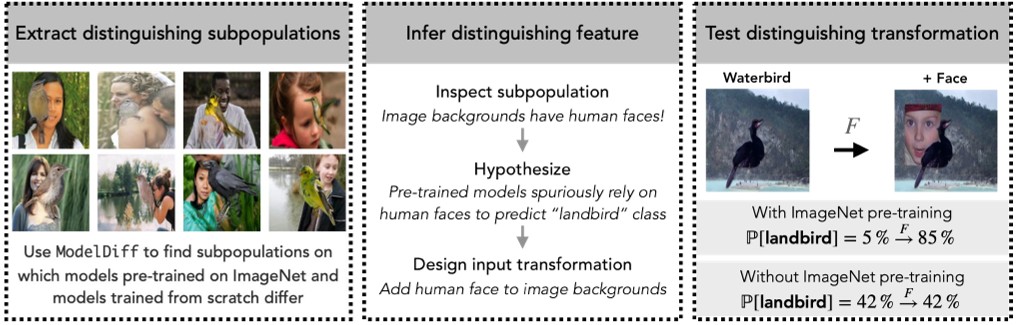 Extract distinguishing subpopulations
Use ModelDiff to find subpopulations on
which models pre-trained on ImageNet and
models trained from scratch differ
Infer distinguishing feature
Inspect subpopulation
Image backgrounds have human faces!
Hypothesize
Pre-trained models spuriously rely on
human faces to predict “landbird” class
Design input transformation
Add human face to image backgrounds
Test distinguishing transformation
Waterbird
+ Face
F
With ImageNet pre-training
ℙ[landbird] = 5 % F→ 85 %
Without ImageNet pre-training
ℙ[landbird] = 42 % F→ 42 %